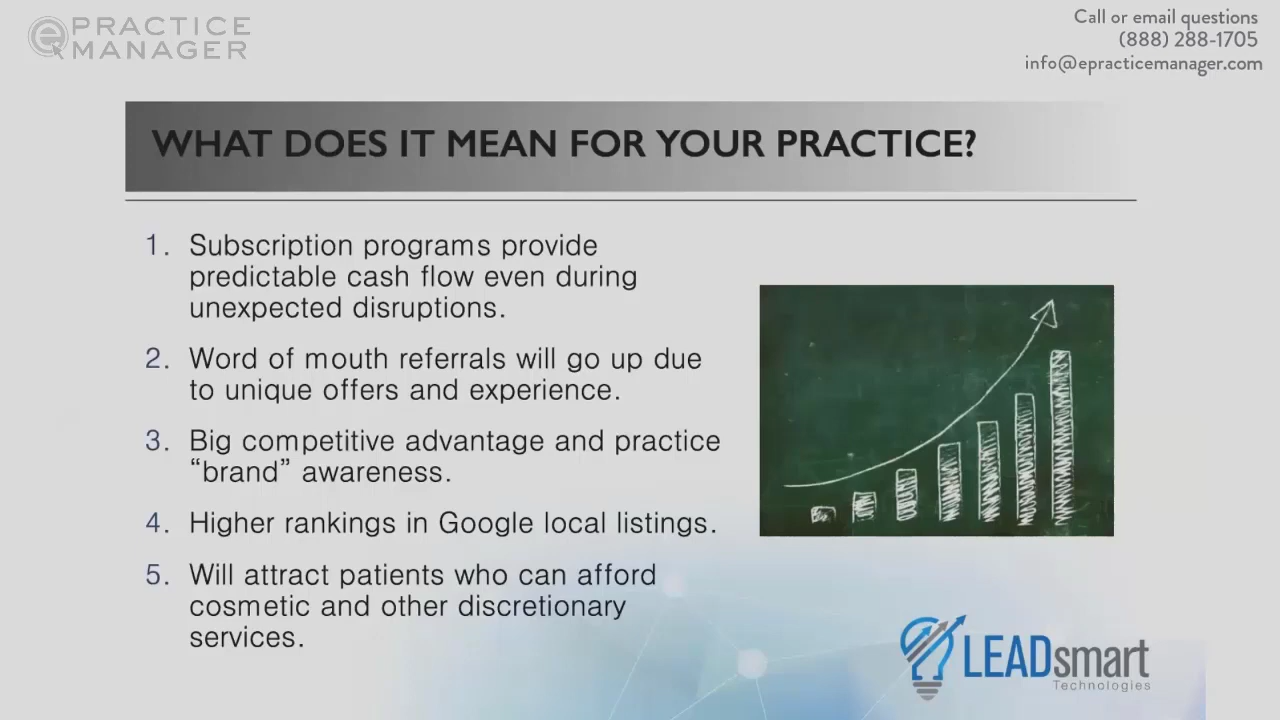 ePRACTICE
MANAGER
Call or email questions
(888) 288-1705
info@epracticemanager.com
WHAT DOES IT MEAN FOR YOUR PRACTICE?
1. Subscription programs provide
predictable cash flow even during
unexpected disruptions.
2. Word of mouth referrals will go up due
to unique offers and experience.
3. Big competitive advantage and practice
“brand” awareness.
4. Higher rankings in Google local listings.
5. Will attract patients who can afford
cosmetic and other discretionary
services.
LEADsmart
Technologies